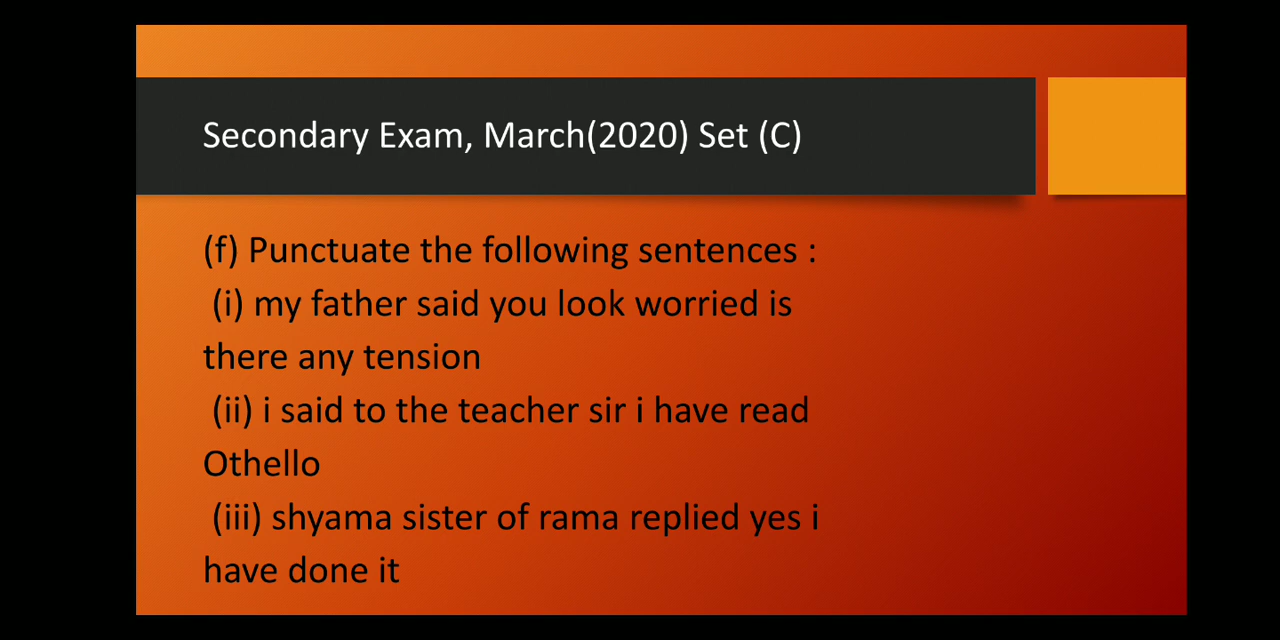 Secondary Exam, March(2020) Set (C)
(f) Punctuate the following sentences :
(i) my father said you look worried is
there any tension
(ii) i said to the teacher sir i have read
Othello
(iii) shyama sister of rama replied yes i
have done it